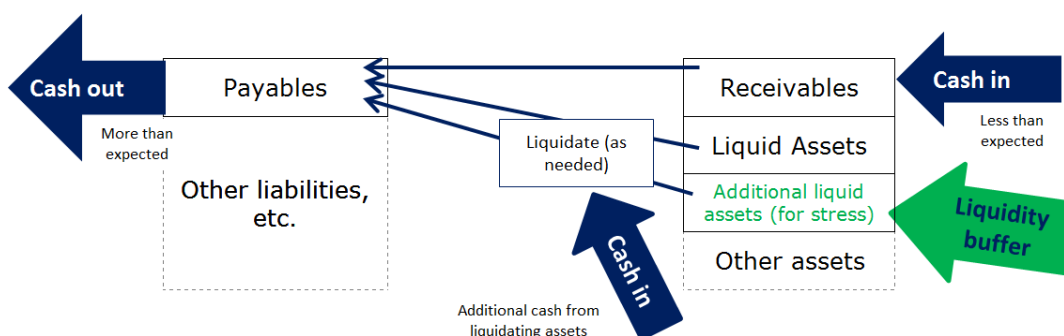 Cash out
Payables
Receivables
Cash in
More than
expected
Less than
expected
Liquidate (as
needed)
Liquid Assets
Other liabilities,
etc.
Additional liquid
assets (for stress)
Liquidity
buffer
Cash in
Other assets
Additional cash from
liquidating assets